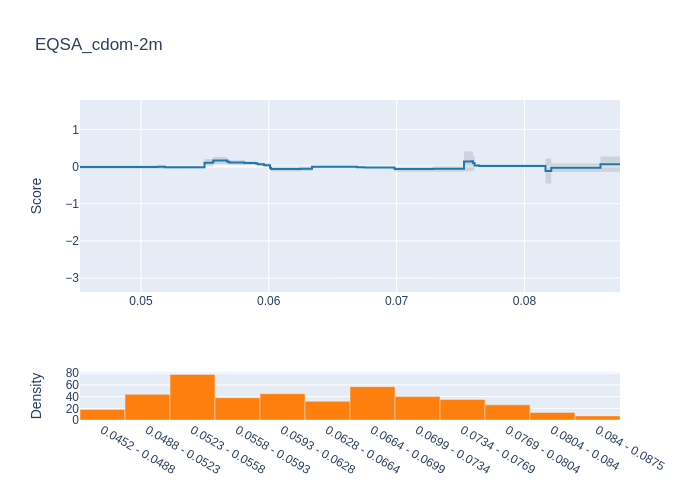 EQSA_cdom-2m
Score
1
0
−1
−2
−3
0.05
0.06
0.07
0.08
Density
80
60
40
20
0
0.0452 - 0.0488
0.0488 - 0.0523
0.0523 - 0.0558
0.0558 - 0.0593
0.0593 - 0.0628
0.0628 - 0.0664
0.0664 - 0.0699
0.0699 - 0.0734
0.0734 - 0.0769
0.0769 - 0.0804
0.0804 - 0.084
0.084 - 0.0875